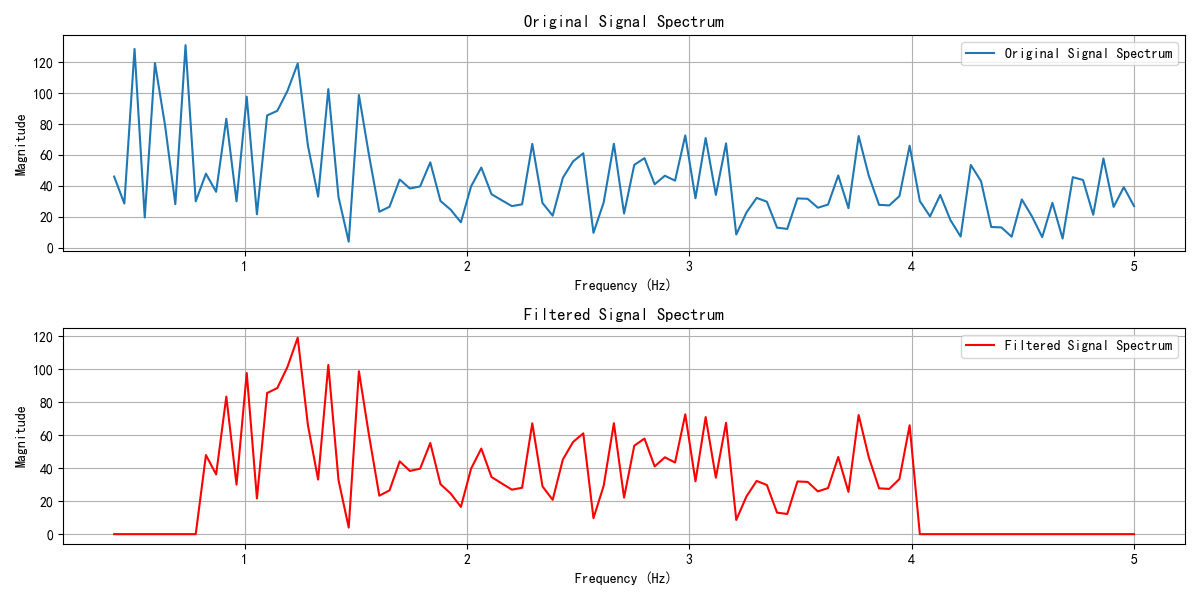 Original Signal Spectrum
Original Signal Spectrum
Magnitude
120
100
80
60
40
20
0
1 2 3 4 5
Frequency (Hz)
Filtered Signal Spectrum
Filtered Signal Spectrum
Magnitude
120
100
80
60
40
20
0
1 2 3 4 5
Frequency (Hz)